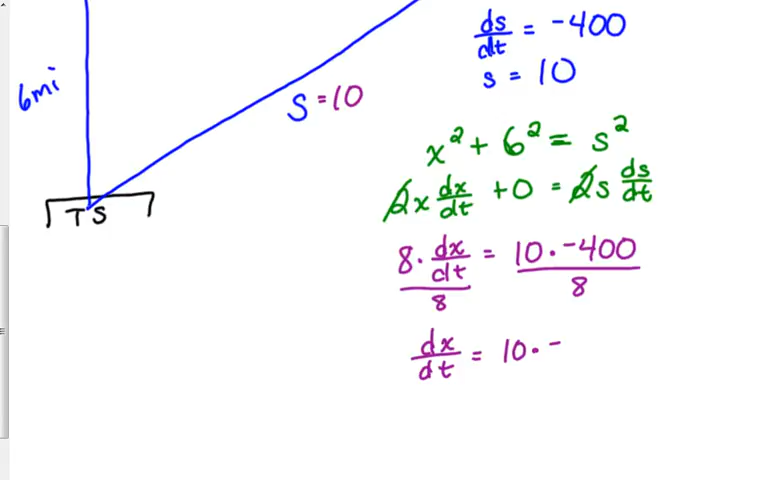 ds/dt = -400
s = 10
6mi
S = 10
x² + 6² = s²
2x dx/dt + 0 = 2s ds/dt
TS
8 · dx/dt = 10 · -400
8 8
dx/dt = 10 · -